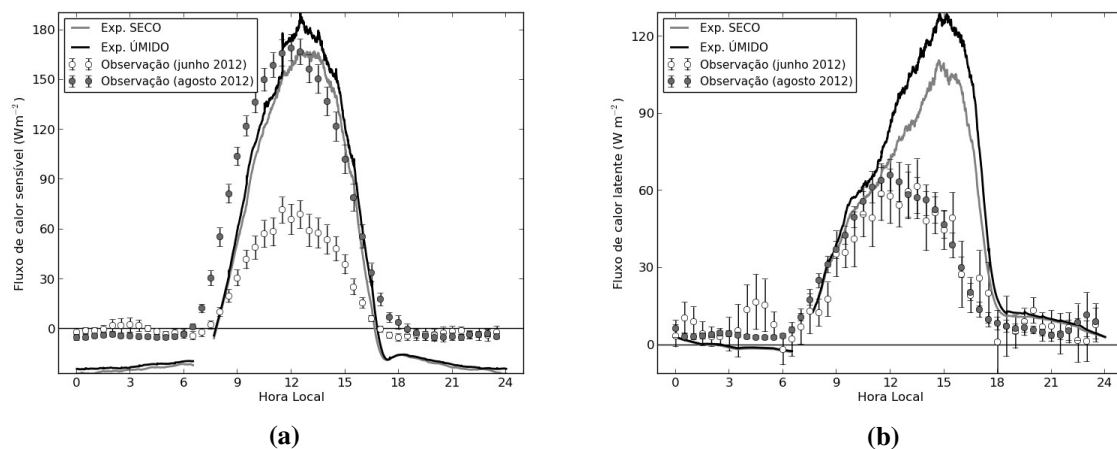 180
150
120
90
60
30
0
Fluxo de calor sensível (Wm⁻²)
Exp. SECO
Exp. ÚMIDO
Observação (junho 2012)
Observação (agosto 2012)
0 3 6 9 12 15 18 21 24
Hora Local
(a)
120
90
60
30
0
Fluxo de calor latente (W m⁻²)
Exp. SECO
Exp. ÚMIDO
Observação (junho 2012)
Observação (agosto 2012)
0 3 6 9 12 15 18 21 24
Hora Local
(b)